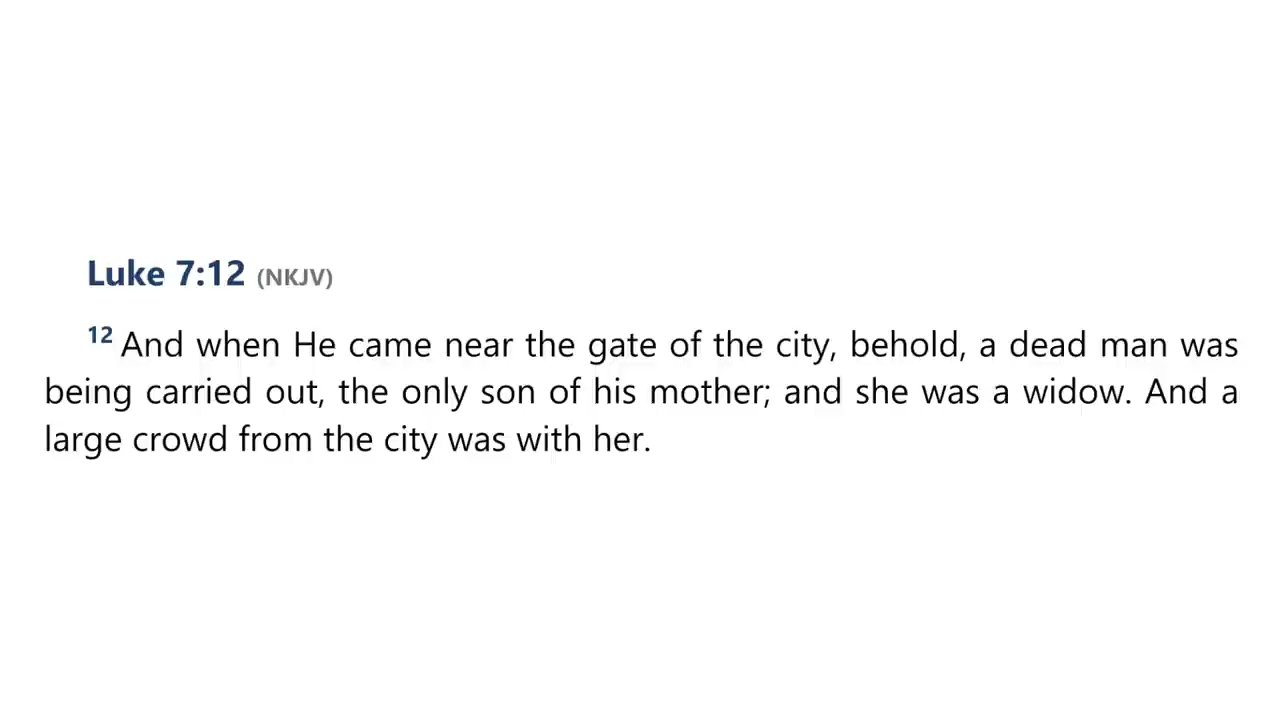 Luke 7:12 (NKJV)
12 And when He came near the gate of the city, behold, a dead man was
being carried out, the only son of his mother; and she was a widow. And a
large crowd from the city was with her.